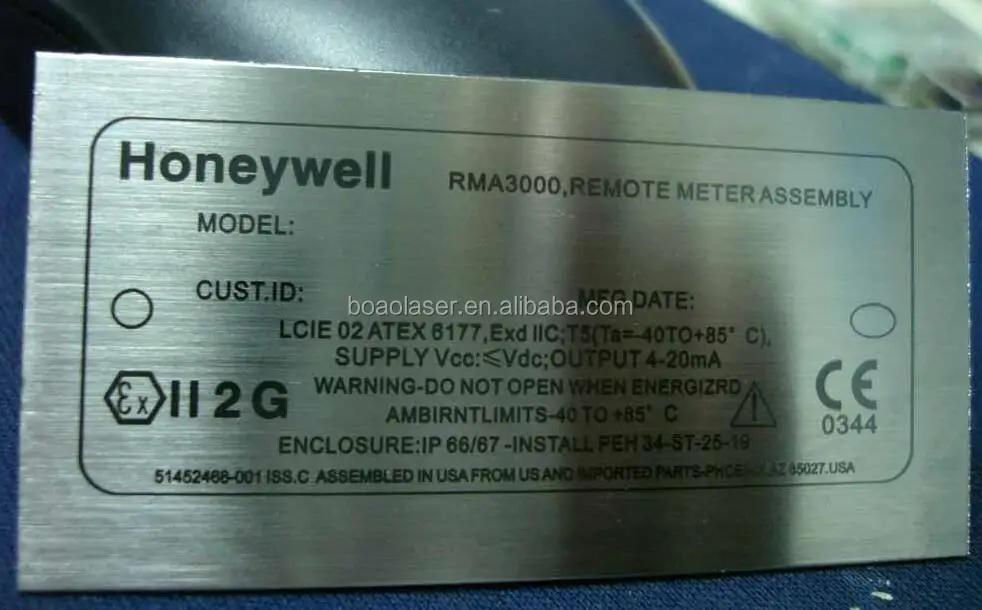 Honeywell
RMA3000,REMOTE METER ASSEMBLY
MODEL:
CUST.ID:
MFG DATE:
boaolaser.en.alibaba.com
LCIE 02 ATEX 6177,Exd IIC;T5(Ta=-40TO+85° C),
SUPPLY Vcc:≤Vdc;OUTPUT 4-20mA
Ex II 2 G
WARNING-DO NOT OPEN WHEN ENERGIZRD
AMBIRNTLIMITS-40 TO +85° C
CE
0344
ENCLOSURE:IP 66/67 -INSTALL PEH 34-ST-25-19
51452468-001 ISS.C ASSEMBLED IN USA FROM US AND IMPORTED PARTS-PHOENIX,AZ 85027.USA